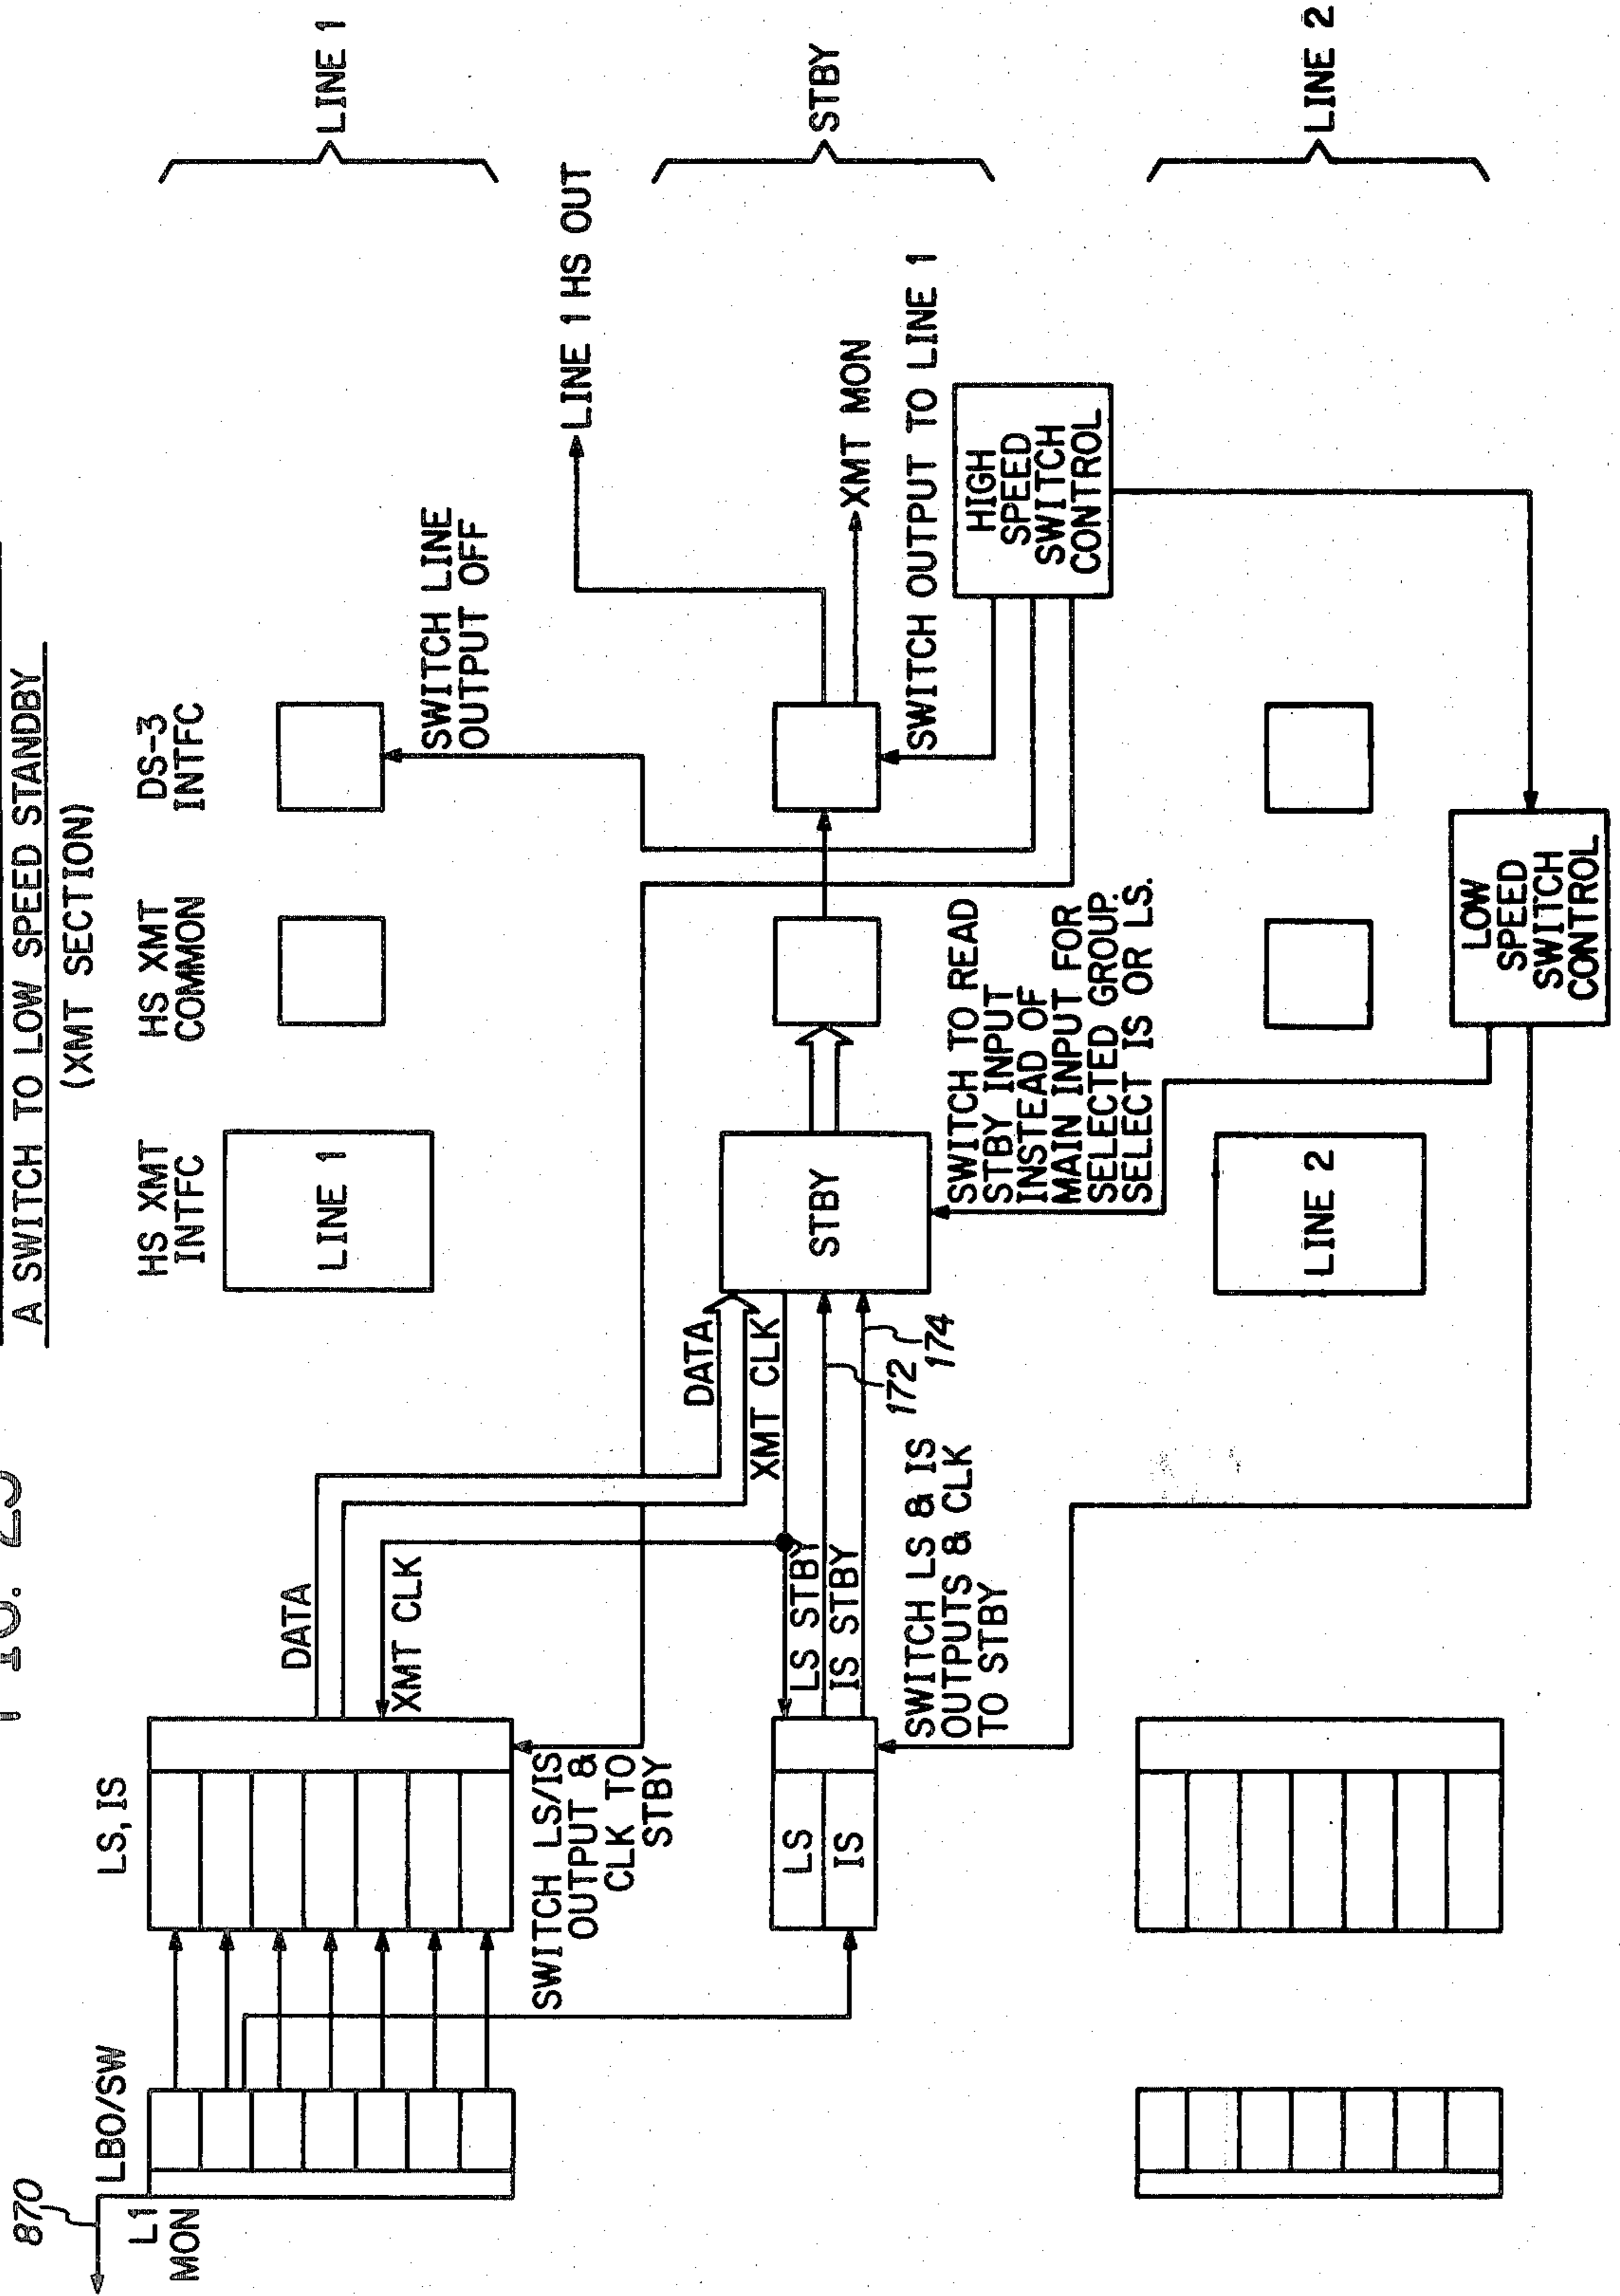 FIG. 25
A SWITCH TO LOW SPEED STANDBY
(XMT SECTION)
870
L1
MON
LBO/SW
LS, IS
HS XMT
INTFC
HS XMT
COMMON
DS-3
INTFC
LINE 1
DATA
XMT CLK
LINE 1
SWITCH LINE
OUTPUT OFF
SWITCH LS/IS
OUTPUT &
CLK TO
STBY
DATA
XMT CLK
LINE 1 HS OUT
LS
IS
LS STBY
IS STBY
STBY
XMT MON
STBY
172
174
SWITCH LS & IS
OUTPUTS & CLK
TO STBY
SWITCH TO READ
STBY INPUT
INSTEAD OF
MAIN INPUT FOR
SELECTED GROUP.
SELECT IS OR LS.
SWITCH OUTPUT TO LINE 1
HIGH
SPEED
SWITCH
CONTROL
LINE 2
LINE 2
LOW
SPEED
SWITCH
CONTROL